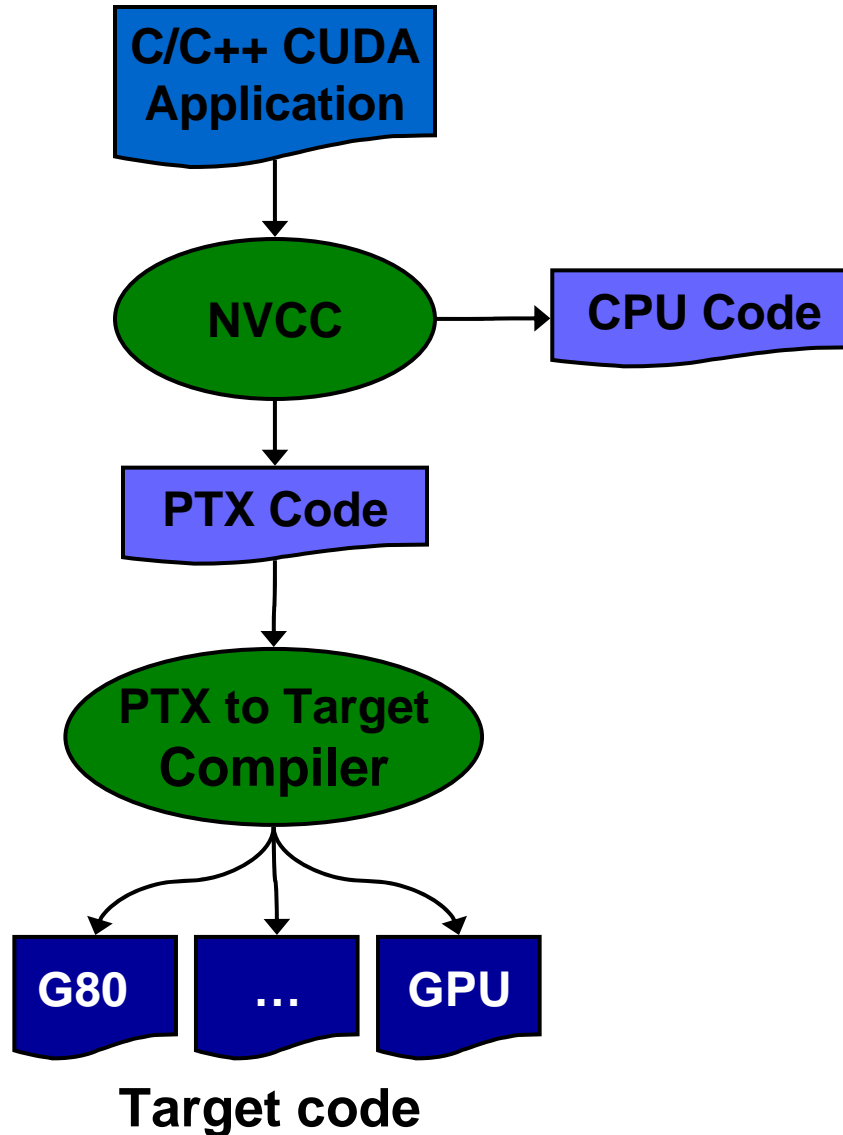 C/C++ CUDA
Application
NVCC
CPU Code
PTX Code
PTX to Target
Compiler
G80
…
GPU
Target code